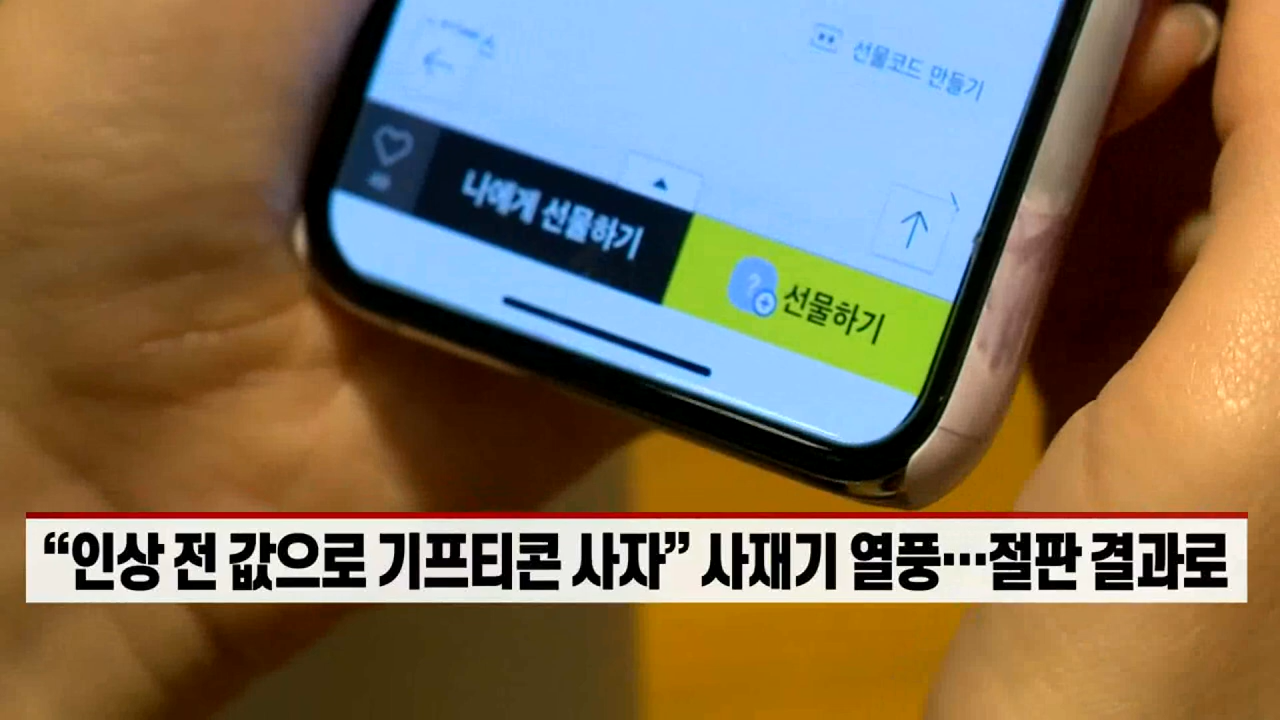 선물코드 만들기
나에게 선물하기
선물하기
“인상 전 값으로 기프티콘 사자” 사재기 열풍…절판 결과로